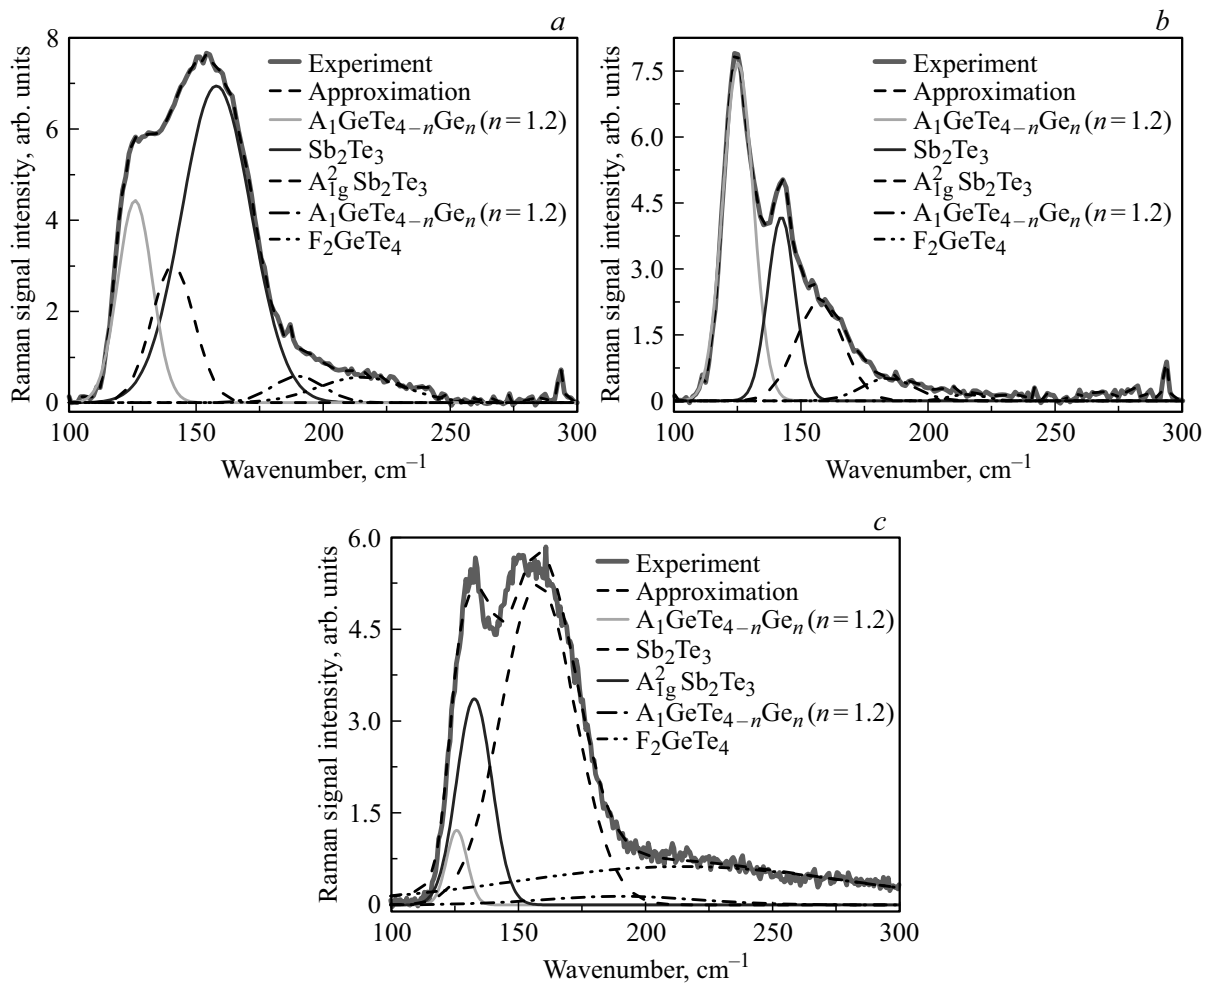 a
8
6
4
2
0
Raman signal intensity, arb. units
Experiment
Approximation
A₁GeTe₄₋ₙGeₙ (n = 1.2)
Sb₂Te₃
A²₁g Sb₂Te₃
A₁GeTe₄₋ₙGeₙ (n = 1.2)
F₂GeTe₄
100 150 200 250 300
Wavenumber, cm⁻¹
b
7.5
6.0
4.5
3.0
1.5
0
Raman signal intensity, arb. units
Experiment
Approximation
A₁GeTe₄₋ₙGeₙ (n = 1.2)
Sb₂Te₃
A²₁g Sb₂Te₃
A₁GeTe₄₋ₙGeₙ (n = 1.2)
F₂GeTe₄
100 150 200 250 300
Wavenumber, cm⁻¹
c
6.0
4.5
3.0
1.5
0
Raman signal intensity, arb. units
Experiment
Approximation
A₁GeTe₄₋ₙGeₙ (n = 1.2)
Sb₂Te₃
A²₁g Sb₂Te₃
A₁GeTe₄₋ₙGeₙ (n = 1.2)
F₂GeTe₄
100 150 200 250 300
Wavenumber, cm⁻¹